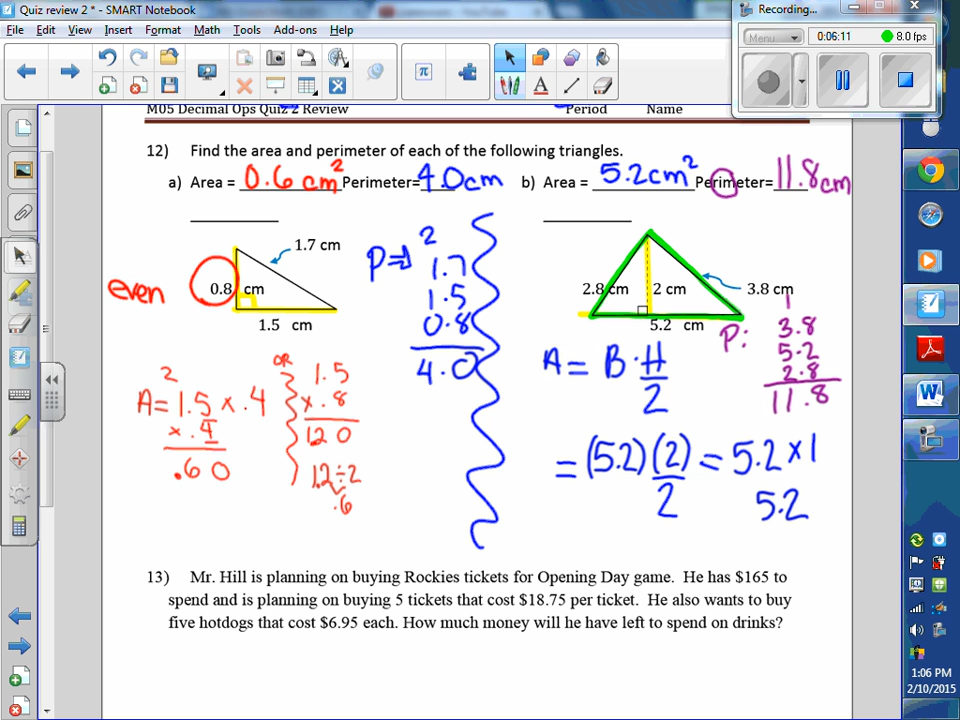 Quiz review 2 * - SMART Notebook
File Edit View Insert Format Math Tools Add-ons Help
Recording...
Menu 0:06:11 8.0 fps
M05 Decimal Ops Quiz 2 Review Period Name
12) Find the area and perimeter of each of the following triangles.
a) Area = 0.6 cm² Perimeter= 4.0cm b) Area = 5.2cm² Perimeter= 11.8cm
1.7 cm
0.8 cm
1.5 cm
even
P⇒
2
1.7
1.5
0.8
4.0
2.8 cm 2 cm 3.8 cm
5.2 cm
P:
1
3.8
5.2
2.8
11.8
2
A = 1.5 x .4
x .4
.60
OR
1.5
x .8
1.20
1.2 ÷ 2
.6
A = B·H
2
= (5.2)(2) = 5.2 x 1
2
5.2
13) Mr. Hill is planning on buying Rockies tickets for Opening Day game. He has $165 to
spend and is planning on buying 5 tickets that cost $18.75 per ticket. He also wants to buy
five hotdogs that cost $6.95 each. How much money will he have left to spend on drinks?
1:06 PM
2/10/2015